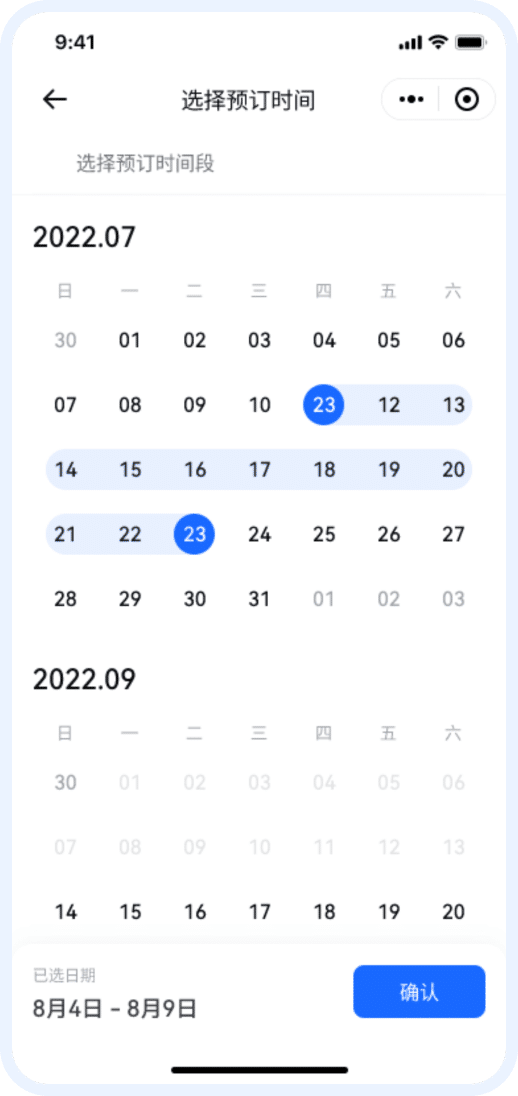 9:41
选择预订时间
选择预订时间段
2022.07
日 一 二 三 四 五 六
30 01 02 03 04 05 06
07 08 09 10 23 12 13
14 15 16 17 18 19 20
21 22 23 24 25 26 27
28 29 30 31 01 02 03
2022.09
日 一 二 三 四 五 六
30 01 02 03 04 05 06
07 08 09 10 11 12 13
14 15 16 17 18 19 20
已选日期
8月4日 - 8月9日
确认